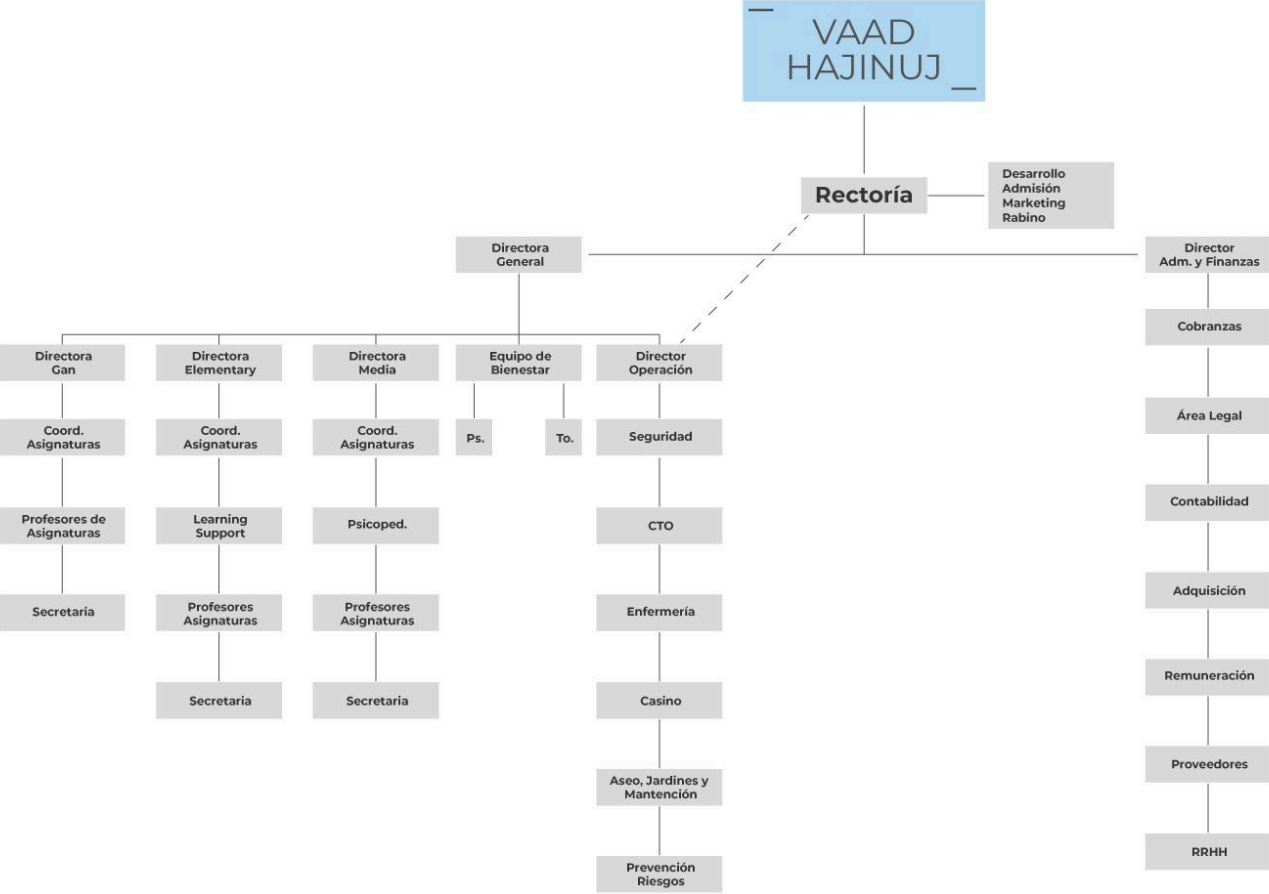 VAAD
HAJINUJ
Rectoría
Desarrollo
Admisión
Marketing
Rabino
Directora
General
Director
Adm. y Finanzas
Directora
Gan
Coord.
Asignaturas
Profesores de
Asignaturas
Secretaria
Directora
Elementary
Coord.
Asignaturas
Learning
Support
Profesores
Asignaturas
Secretaria
Directora
Media
Coord.
Asignaturas
Psicoped.
Profesores
Asignaturas
Secretaria
Equipo de
Bienestar
Ps.
To.
Director
Operación
Seguridad
CTO
Enfermería
Casino
Aseo, Jardines y
Mantención
Prevención
Riesgos
Cobranzas
Área Legal
Contabilidad
Adquisición
Remuneración
Proveedores
RRHH